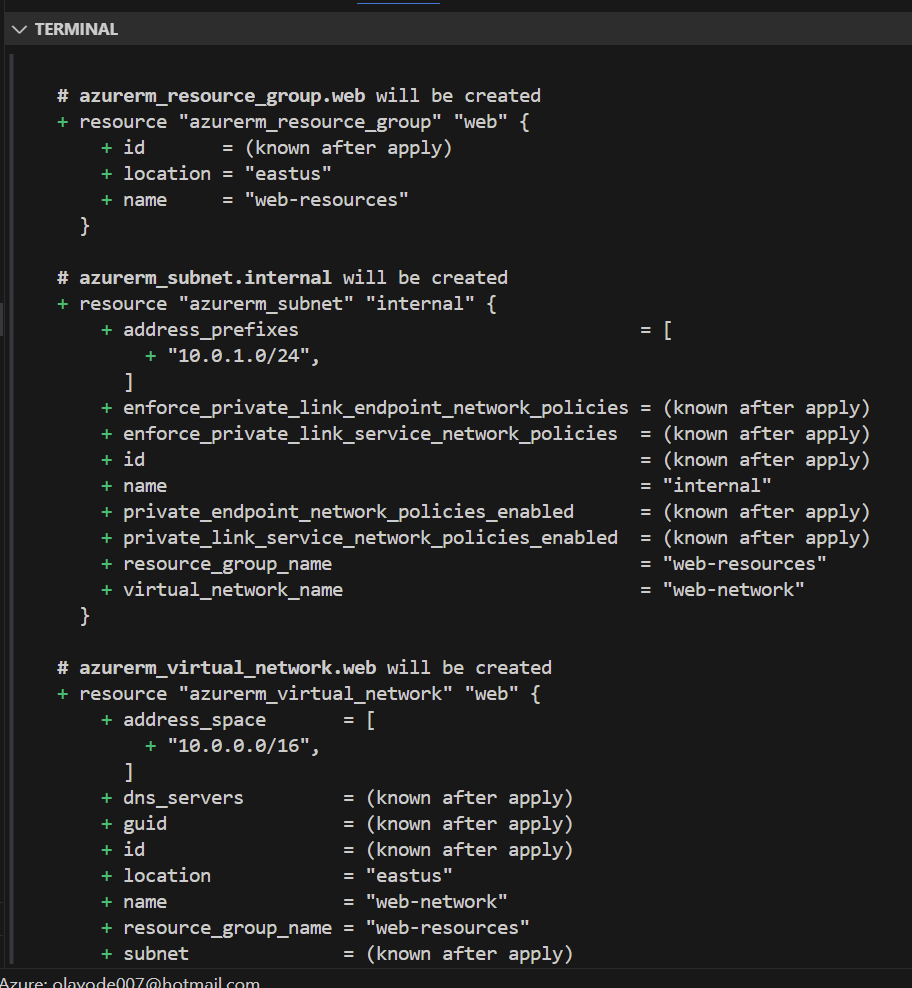 TERMINAL
# azurerm_resource_group.web will be created
+ resource "azurerm_resource_group" "web" {
+ id = (known after apply)
+ location = "eastus"
+ name = "web-resources"
}
# azurerm_subnet.internal will be created
+ resource "azurerm_subnet" "internal" {
+ address_prefixes = [
+ "10.0.1.0/24",
]
+ enforce_private_link_endpoint_network_policies = (known after apply)
+ enforce_private_link_service_network_policies = (known after apply)
+ id = (known after apply)
+ name = "internal"
+ private_endpoint_network_policies_enabled = (known after apply)
+ private_link_service_network_policies_enabled = (known after apply)
+ resource_group_name = "web-resources"
+ virtual_network_name = "web-network"
}
# azurerm_virtual_network.web will be created
+ resource "azurerm_virtual_network" "web" {
+ address_space = [
+ "10.0.0.0/16",
]
+ dns_servers = (known after apply)
+ guid = (known after apply)
+ id = (known after apply)
+ location = "eastus"
+ name = "web-network"
+ resource_group_name = "web-resources"
+ subnet = (known after apply)
Azure: olayode007@hotmail.com